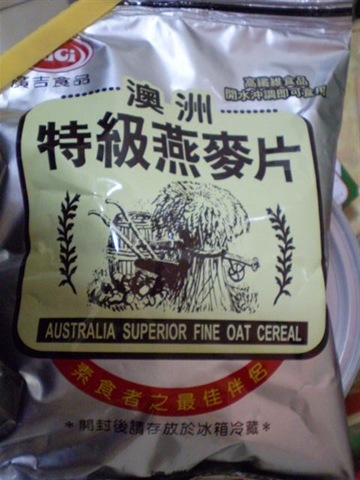 廣吉食品
高纖維食品
開水沖調即可食用
澳洲
特級燕麥片
AUSTRALIA SUPERIOR FINE OAT CEREAL
素食者之最佳伴侶
*開封後請存放於冰箱冷藏*